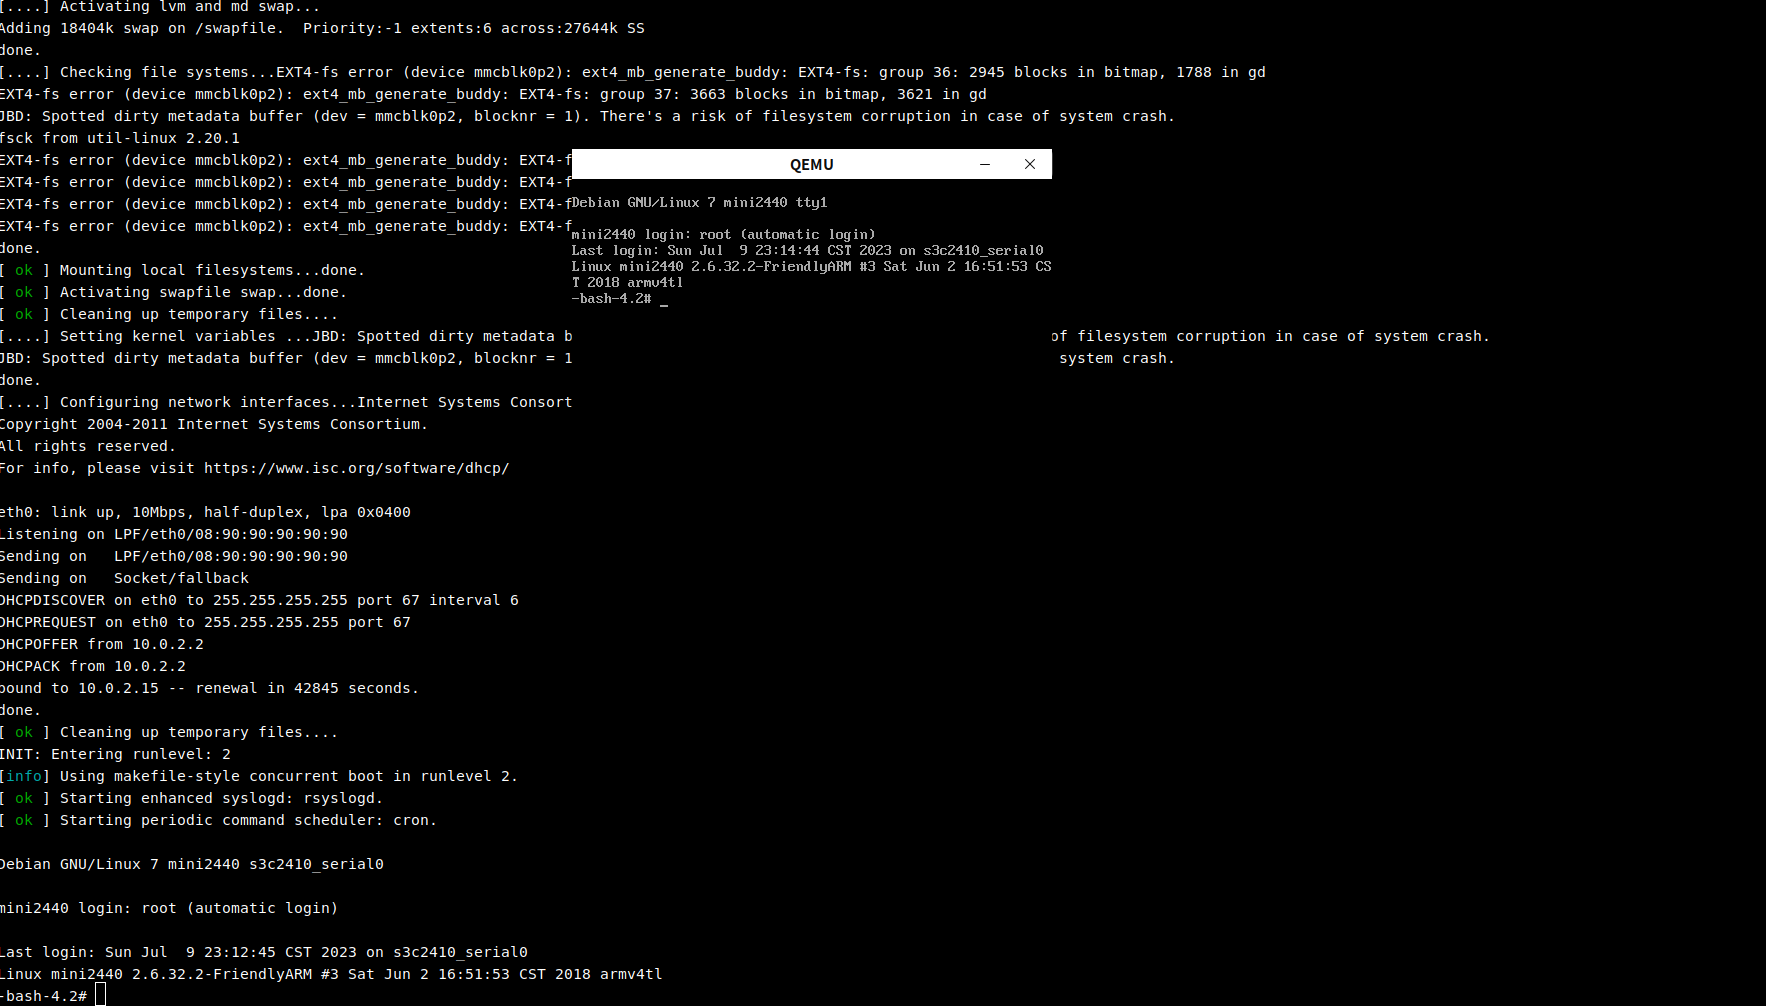 [....] Activating lvm and md swap...
Adding 18404k swap on /swapfile.  Priority:-1 extents:6 across:27644k SS
done.
[....] Checking file systems...EXT4-fs error (device mmcblk0p2): ext4_mb_generate_buddy: EXT4-fs: group 36: 2945 blocks in bitmap, 1788 in gd
EXT4-fs error (device mmcblk0p2): ext4_mb_generate_buddy: EXT4-fs: group 37: 3663 blocks in bitmap, 3621 in gd
JBD: Spotted dirty metadata buffer (dev = mmcblk0p2, blocknr = 1). There's a risk of filesystem corruption in case of system crash.
fsck from util-linux 2.20.1
EXT4-fs error (device mmcblk0p2): ext4_mb_generate_buddy: EXT4-f
EXT4-fs error (device mmcblk0p2): ext4_mb_generate_buddy: EXT4-f
EXT4-fs error (device mmcblk0p2): ext4_mb_generate_buddy: EXT4-f
EXT4-fs error (device mmcblk0p2): ext4_mb_generate_buddy: EXT4-f
done.
[ ok ] Mounting local filesystems...done.
[ ok ] Activating swapfile swap...done.
[ ok ] Cleaning up temporary files....
[....] Setting kernel variables ...JBD: Spotted dirty metadata b of filesystem corruption in case of system crash.
JBD: Spotted dirty metadata buffer (dev = mmcblk0p2, blocknr = 1 system crash.
done.
[....] Configuring network interfaces...Internet Systems Consort
Copyright 2004-2011 Internet Systems Consortium.
All rights reserved.
For info, please visit https://www.isc.org/software/dhcp/
eth0: link up, 10Mbps, half-duplex, lpa 0x0400
Listening on LPF/eth0/08:90:90:90:90:90
Sending on   LPF/eth0/08:90:90:90:90:90
Sending on   Socket/fallback
DHCPDISCOVER on eth0 to 255.255.255.255 port 67 interval 6
DHCPREQUEST on eth0 to 255.255.255.255 port 67
DHCPOFFER from 10.0.2.2
DHCPACK from 10.0.2.2
bound to 10.0.2.15 -- renewal in 42845 seconds.
done.
[ ok ] Cleaning up temporary files....
INIT: Entering runlevel: 2
[info] Using makefile-style concurrent boot in runlevel 2.
[ ok ] Starting enhanced syslogd: rsyslogd.
[ ok ] Starting periodic command scheduler: cron.
Debian GNU/Linux 7 mini2440 s3c2410_serial0
mini2440 login: root (automatic login)
Last login: Sun Jul  9 23:12:45 CST 2023 on s3c2410_serial0
Linux mini2440 2.6.32.2-FriendlyARM #3 Sat Jun 2 16:51:53 CST 2018 armv4tl
-bash-4.2#
QEMU
Debian GNU/Linux 7 mini2440 tty1
mini2440 login: root (automatic login)
Last login: Sun Jul  9 23:14:44 CST 2023 on s3c2410_serial0
Linux mini2440 2.6.32.2-FriendlyARM #3 Sat Jun 2 16:51:53 CS
T 2018 armv4tl
-bash-4.2# _